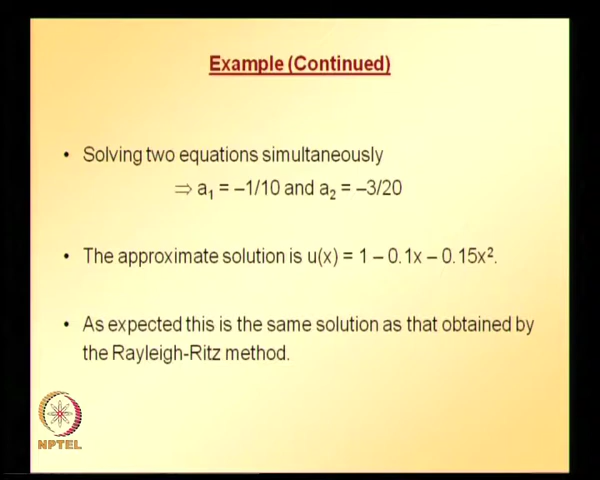 Example (Continued)
• Solving two equations simultaneously
⇒ a₁ = –1/10 and a₂ = –3/20
• The approximate solution is u(x) = 1 – 0.1x – 0.15x².
• As expected this is the same solution as that obtained by
the Rayleigh-Ritz method.
NPTEL